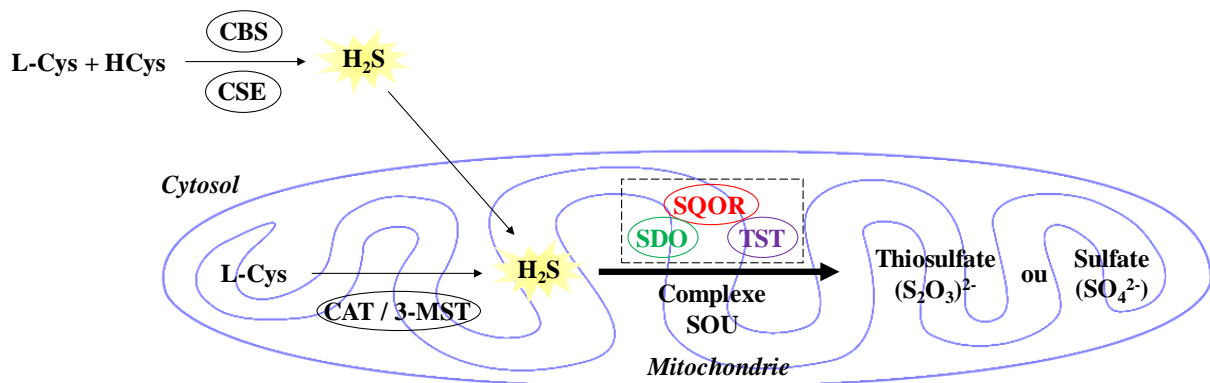 CBS
L-Cys + HCys
H₂S
CSE
Cytosol
SQOR
SDO
TST
L-Cys
H₂S
Thiosulfate ou Sulfate
(S₂O₃)²⁻ (SO₄²⁻)
CAT / 3-MST
Complexe
SOU
Mitochondrie